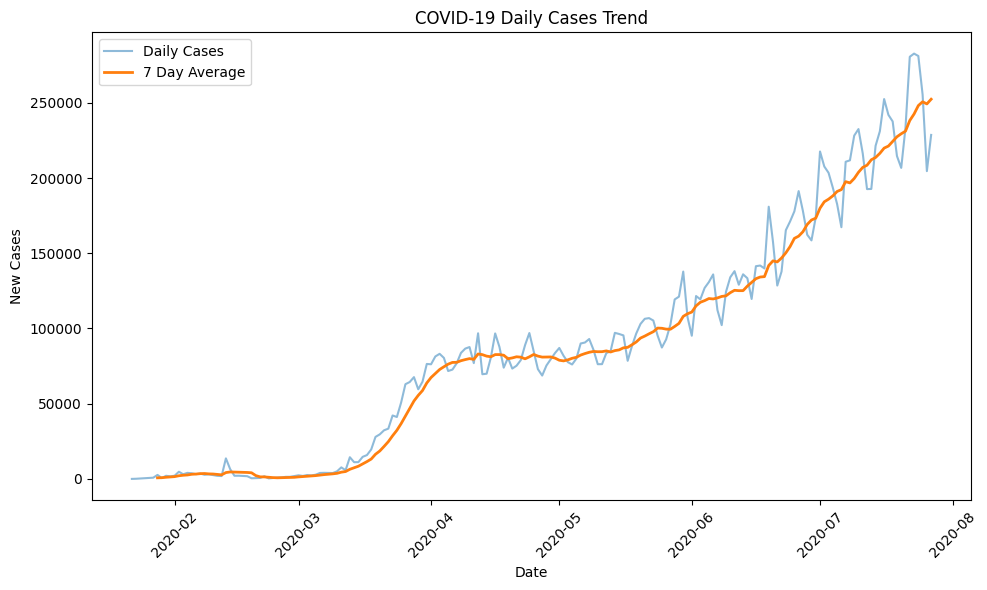 COVID-19 Daily Cases Trend
Daily Cases
7 Day Average
New Cases
250000
200000
150000
100000
50000
0
2020-02
2020-03
2020-04
2020-05
2020-06
2020-07
2020-08
Date